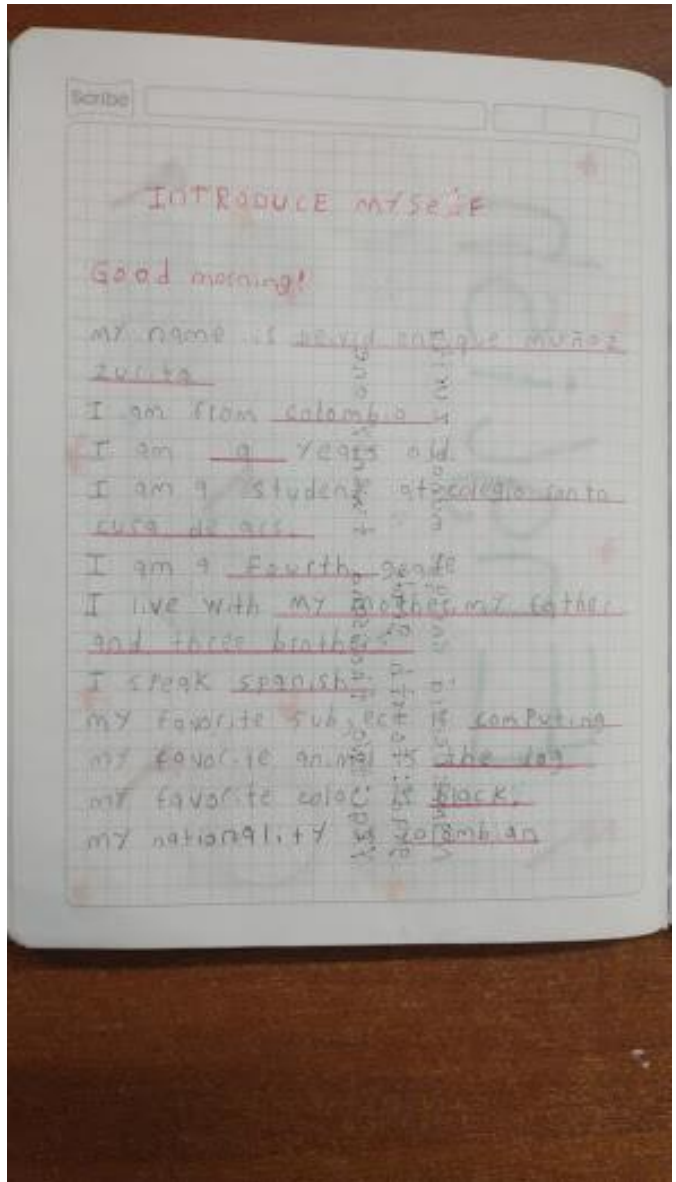 Scribe
INTRODUCE MYSELF
Good morning!
my name is enrique muñoz
zurita
I am from colombia
I am 9 years old.
I am a student at colegio santo
cura de ars.
I am a fourth grade
I live with my mother, my father
and three brothers
I speak spanish
my favorite subject is computing
my favorite animal is the dog
my favorite color is Black.
my nationality is colombian